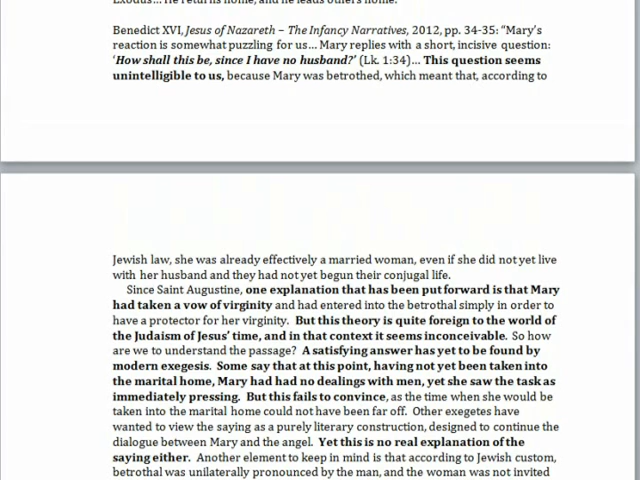 Exodus… He returns home, and he leads others home.
Benedict XVI, Jesus of Nazareth – The Infancy Narratives, 2012, pp. 34-35: “Mary’s
reaction is somewhat puzzling for us… Mary replies with a short, incisive question:
‘How shall this be, since I have no husband?’ (Lk. 1:34)… This question seems
unintelligible to us, because Mary was betrothed, which meant that, according to
Jewish law, she was already effectively a married woman, even if she did not yet live
with her husband and they had not yet begun their conjugal life.
Since Saint Augustine, one explanation that has been put forward is that Mary
had taken a vow of virginity and had entered into the betrothal simply in order to
have a protector for her virginity. But this theory is quite foreign to the world of
the Judaism of Jesus’ time, and in that context it seems inconceivable. So how
are we to understand the passage? A satisfying answer has yet to be found by
modern exegesis. Some say that at this point, having not yet been taken into
the marital home, Mary had had no dealings with men, yet she saw the task as
immediately pressing. But this fails to convince, as the time when she would be
taken into the marital home could not have been far off. Other exegetes have
wanted to view the saying as a purely literary construction, designed to continue the
dialogue between Mary and the angel. Yet this is no real explanation of the
saying either. Another element to keep in mind is that according to Jewish custom,
betrothal was unilaterally pronounced by the man, and the woman was not invited